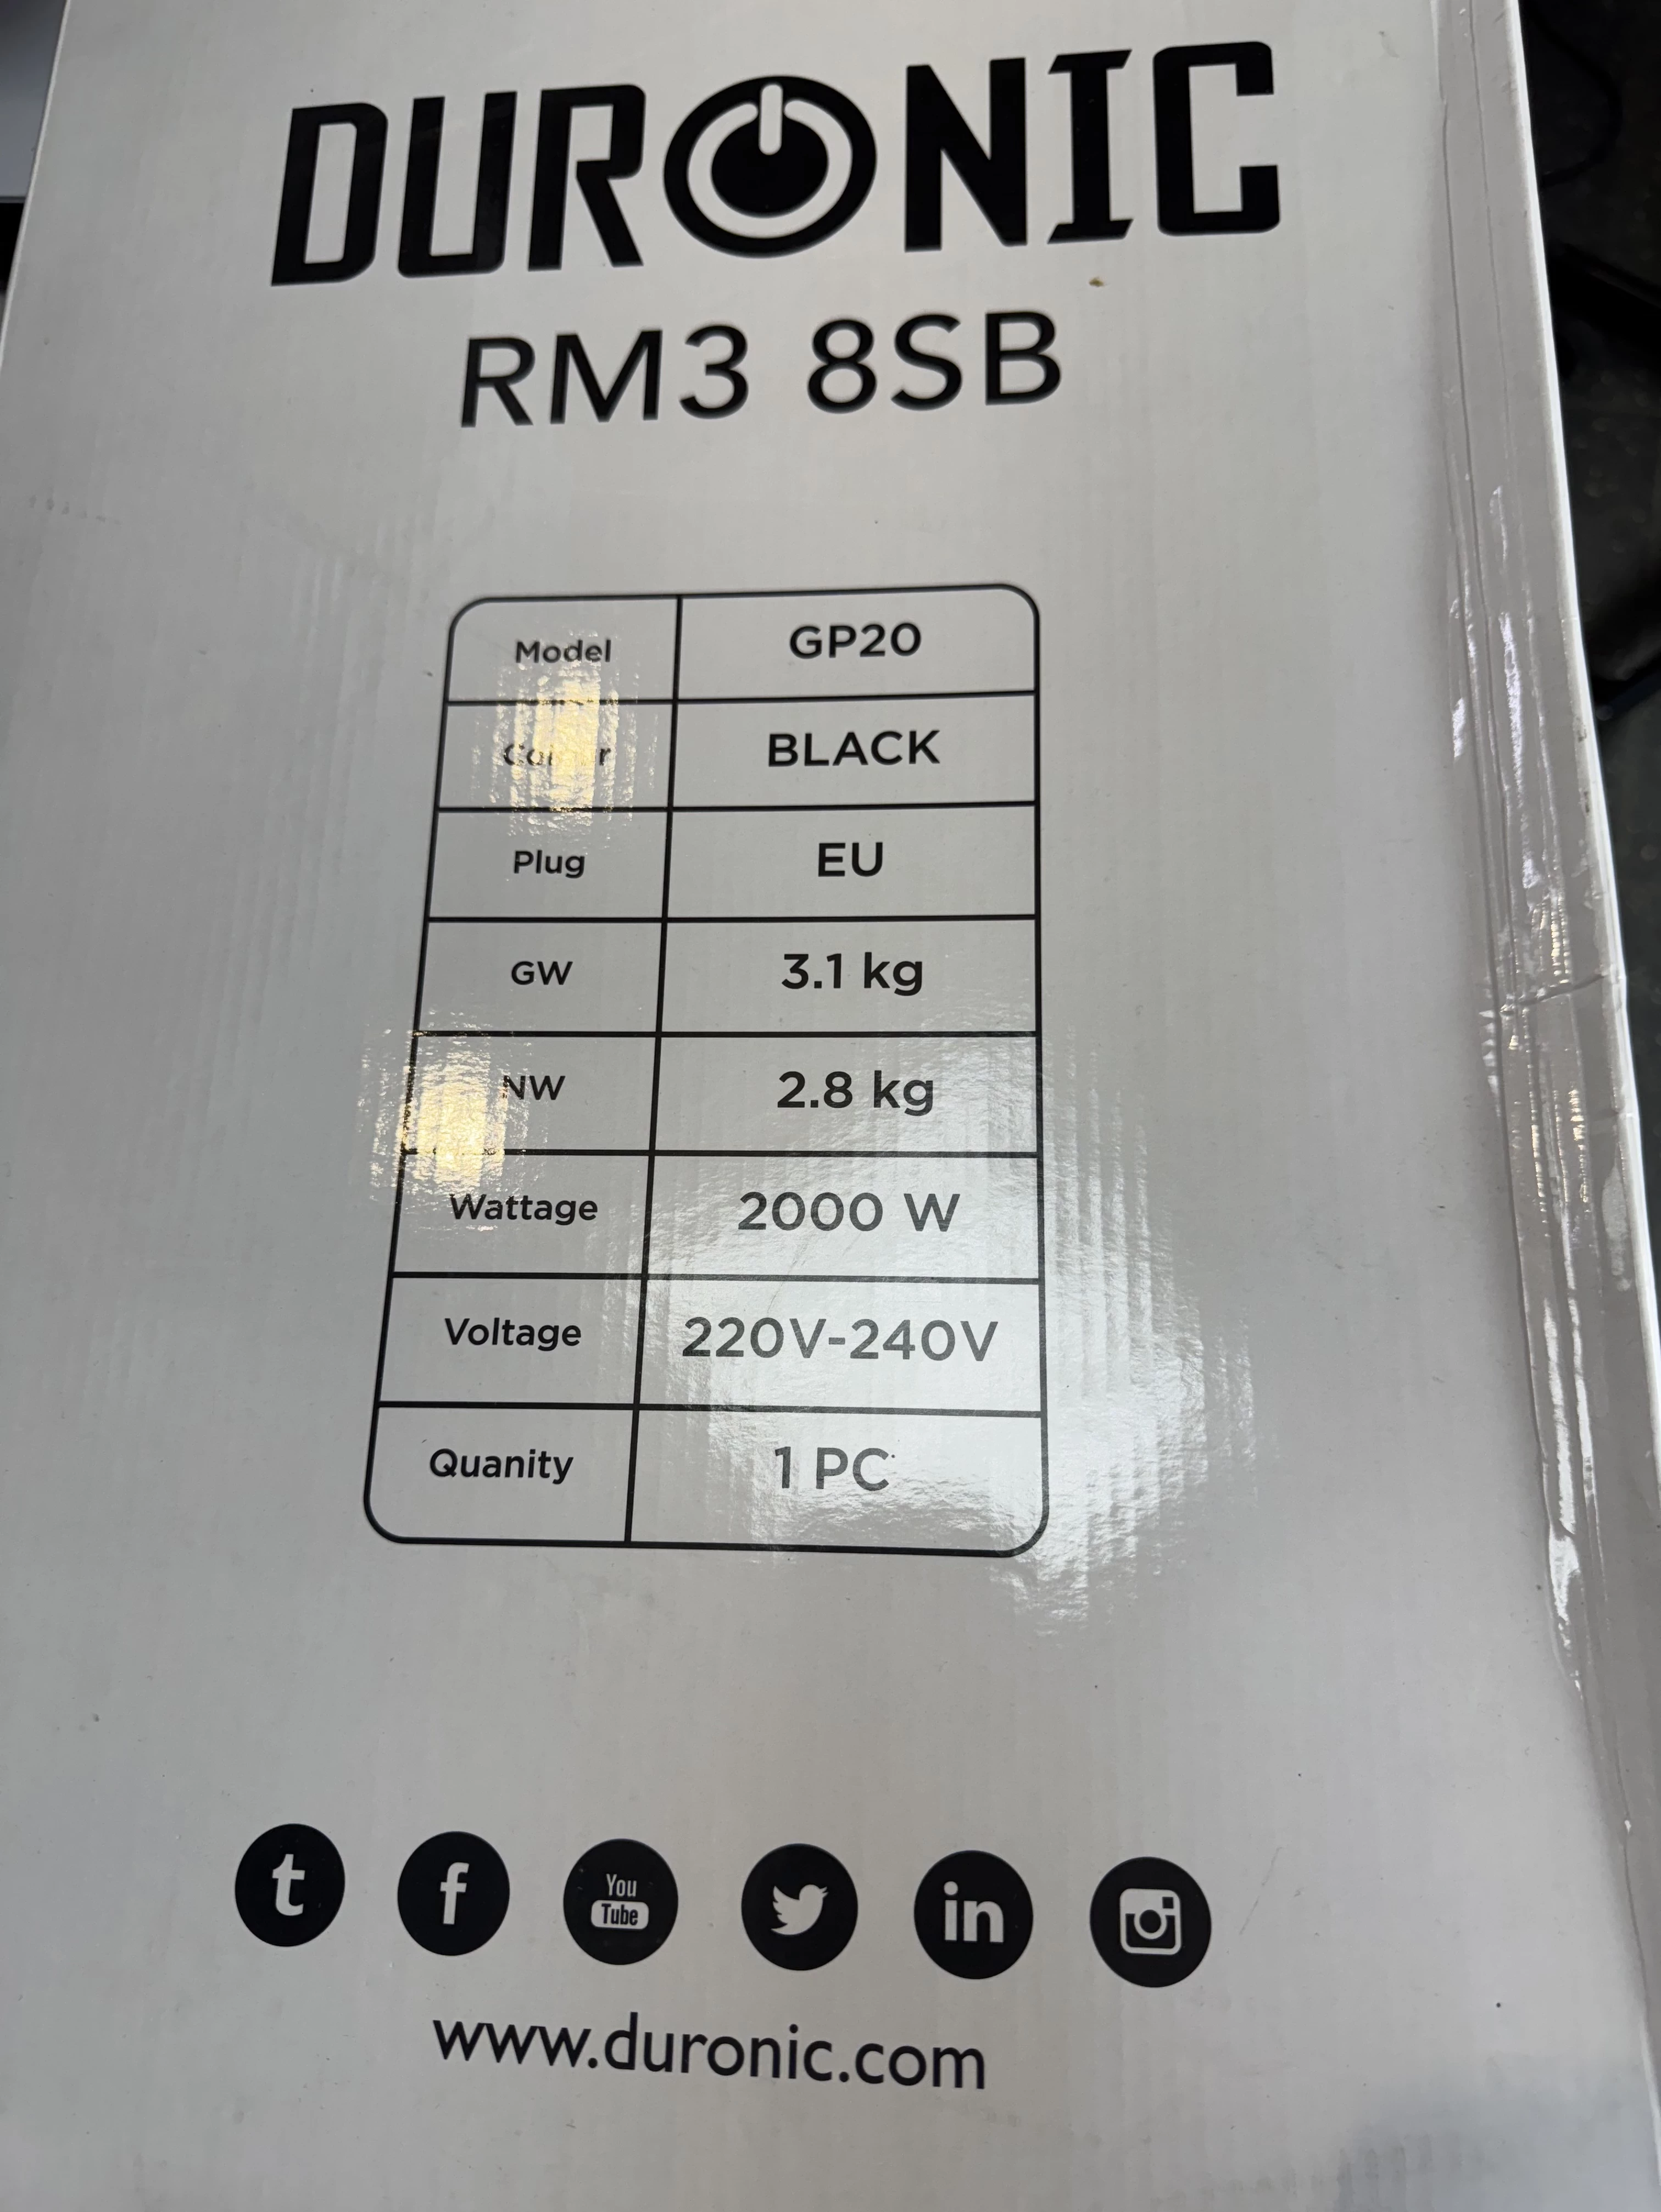 DURONIC
RM3 8SB
Model GP20
BLACK
Plug EU
GW 3.1 kg
NW 2.8 kg
Wattage 2000 W
Voltage 220V-240V
Quanity 1 PC
t f You Tube in
www.duronic.com